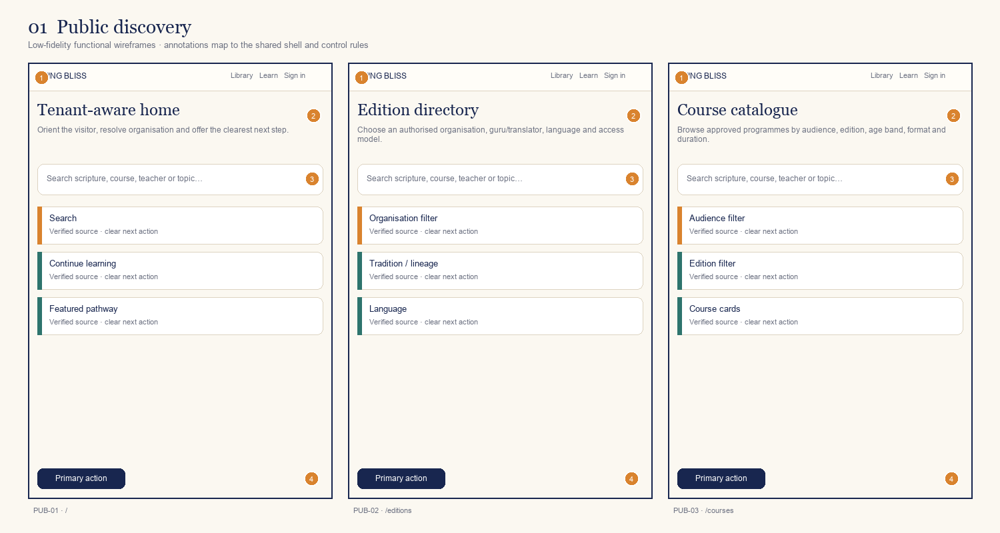 01 Public discovery
Low-fidelity functional wireframes · annotations map to the shared shell and control rules
1 ING BLISS Library Learn Sign in
Tenant-aware home
2
Orient the visitor, resolve organisation and offer the clearest next step.
Search scripture, course, teacher or topic… 3
Search
Verified source · clear next action
Continue learning
Verified source · clear next action
Featured pathway
Verified source · clear next action
Primary action 4
PUB-01 · /
1 ING BLISS Library Learn Sign in
Edition directory
2
Choose an authorised organisation, guru/translator, language and access
model.
Search scripture, course, teacher or topic… 3
Organisation filter
Verified source · clear next action
Tradition / lineage
Verified source · clear next action
Language
Verified source · clear next action
Primary action 4
PUB-02 · /editions
1 ING BLISS Library Learn Sign in
Course catalogue
2
Browse approved programmes by audience, edition, age band, format and
duration.
Search scripture, course, teacher or topic… 3
Audience filter
Verified source · clear next action
Edition filter
Verified source · clear next action
Course cards
Verified source · clear next action
Primary action 4
PUB-03 · /courses